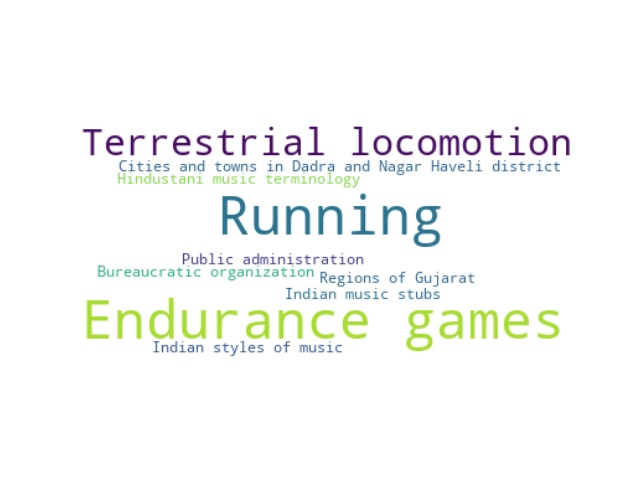 Terrestrial locomotion
Cities and towns in Dadra and Nagar Haveli district
Hindustani music terminology
Running
Public administration
Bureaucratic organization
Regions of Gujarat
Indian music stubs
Endurance games
Indian styles of music